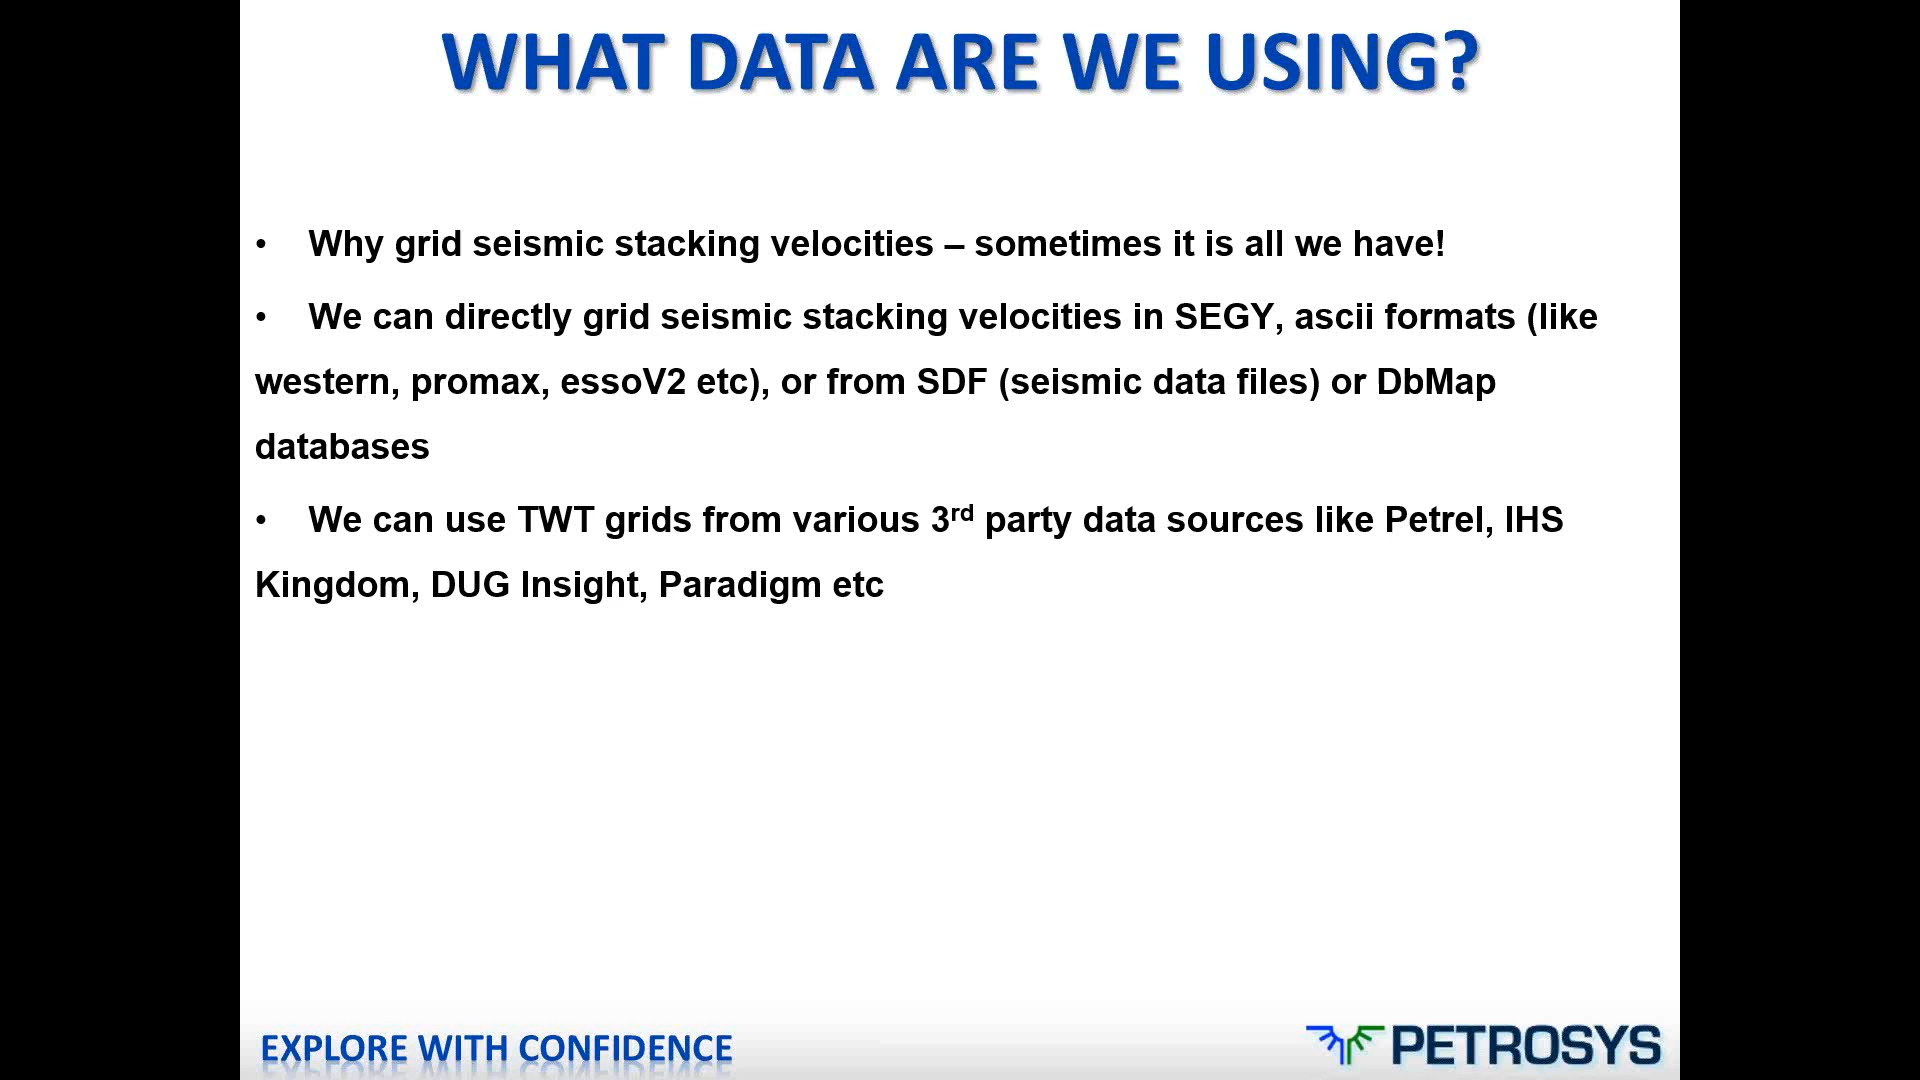 WHAT DATA ARE WE USING?
• Why grid seismic stacking velocities – sometimes it is all we have!
• We can directly grid seismic stacking velocities in SEGY, ascii formats (like
western, promax, essoV2 etc), or from SDF (seismic data files) or DbMap
databases
• We can use TWT grids from various 3rd party data sources like Petrel, IHS
Kingdom, DUG Insight, Paradigm etc
EXPLORE WITH CONFIDENCE
PETROSYS